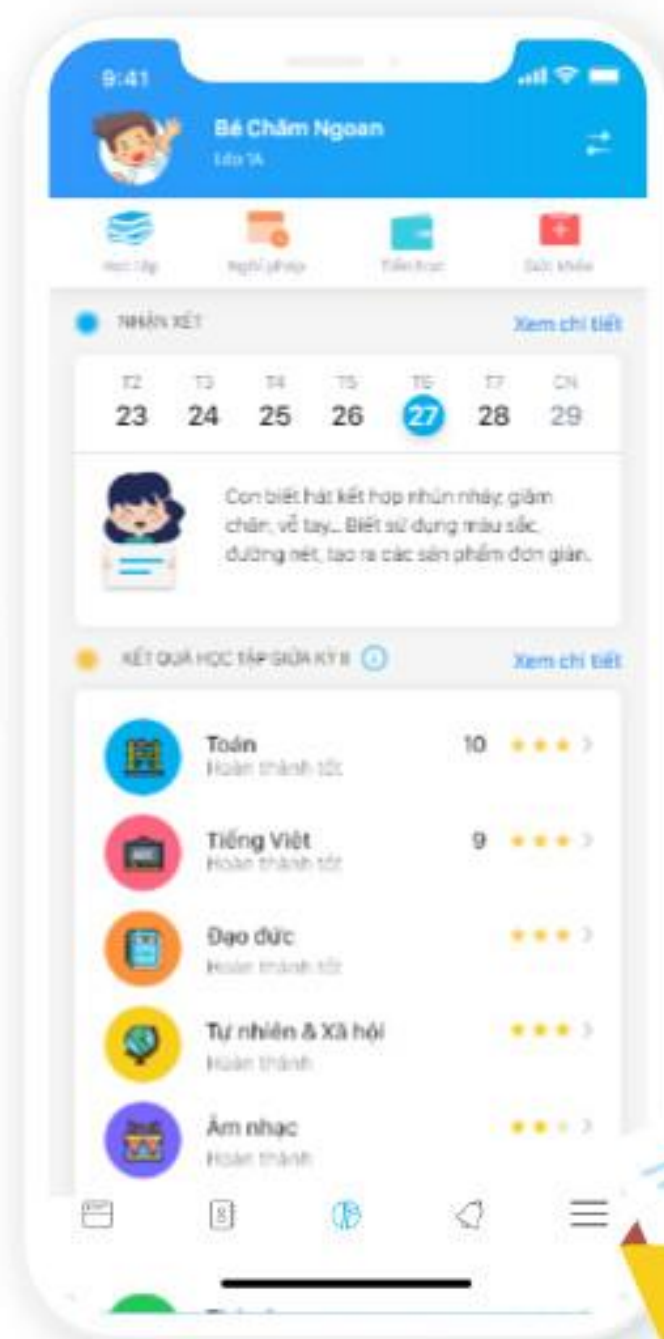 9:41
Bé Chăm Ngoan
Lớp 1A
Học tập Nghỉ phép Tiền học Sức khỏe
NHẬN XÉT Xem chi tiết
T2 T3 T4 T5 T6 T7 CN
23 24 25 26 27 28 29
Con biết hát kết hợp nhún nhảy, giậm
chân, vỗ tay... Biết sử dụng màu sắc,
đường nét, tạo ra các sản phẩm đơn giản.
KẾT QUẢ HỌC TẬP GIỮA KỲ II Xem chi tiết
Toán 10
Hoàn thành tốt
Tiếng Việt 9
Hoàn thành tốt
Đạo đức
Hoàn thành tốt
Tự nhiên & Xã hội
Hoàn thành
Âm nhạc
Hoàn thành